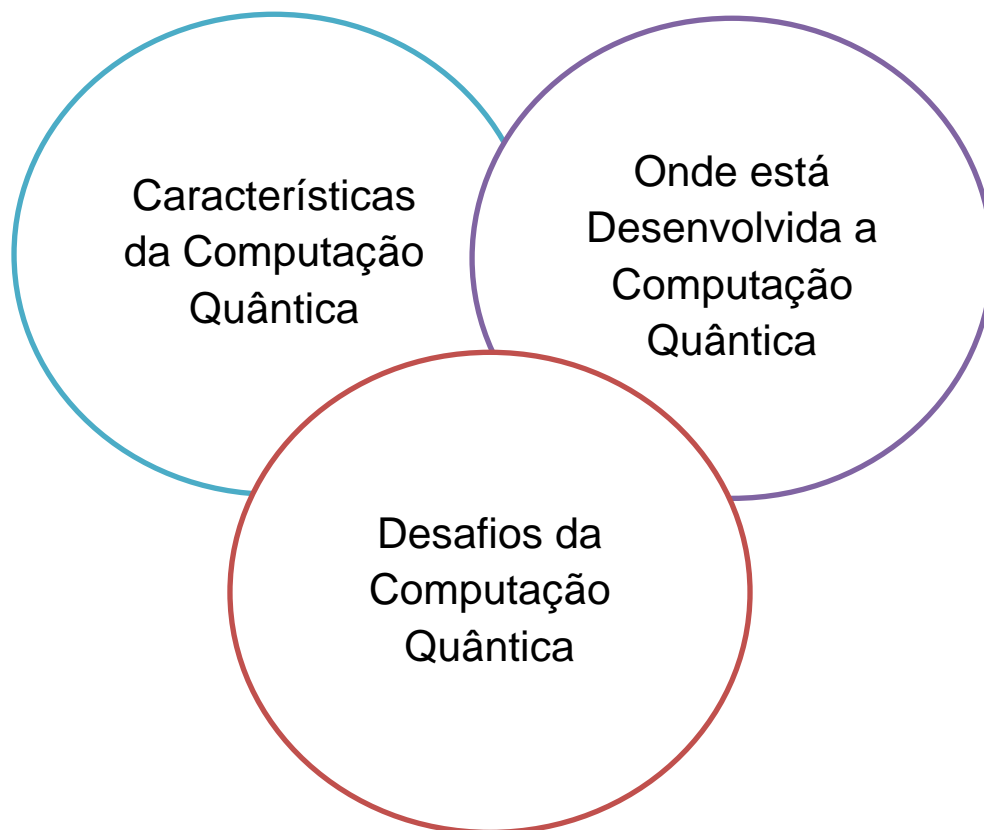 Características
da Computação
Quântica
Onde está
Desenvolvida a
Computação
Quântica
Desafios da
Computação
Quântica